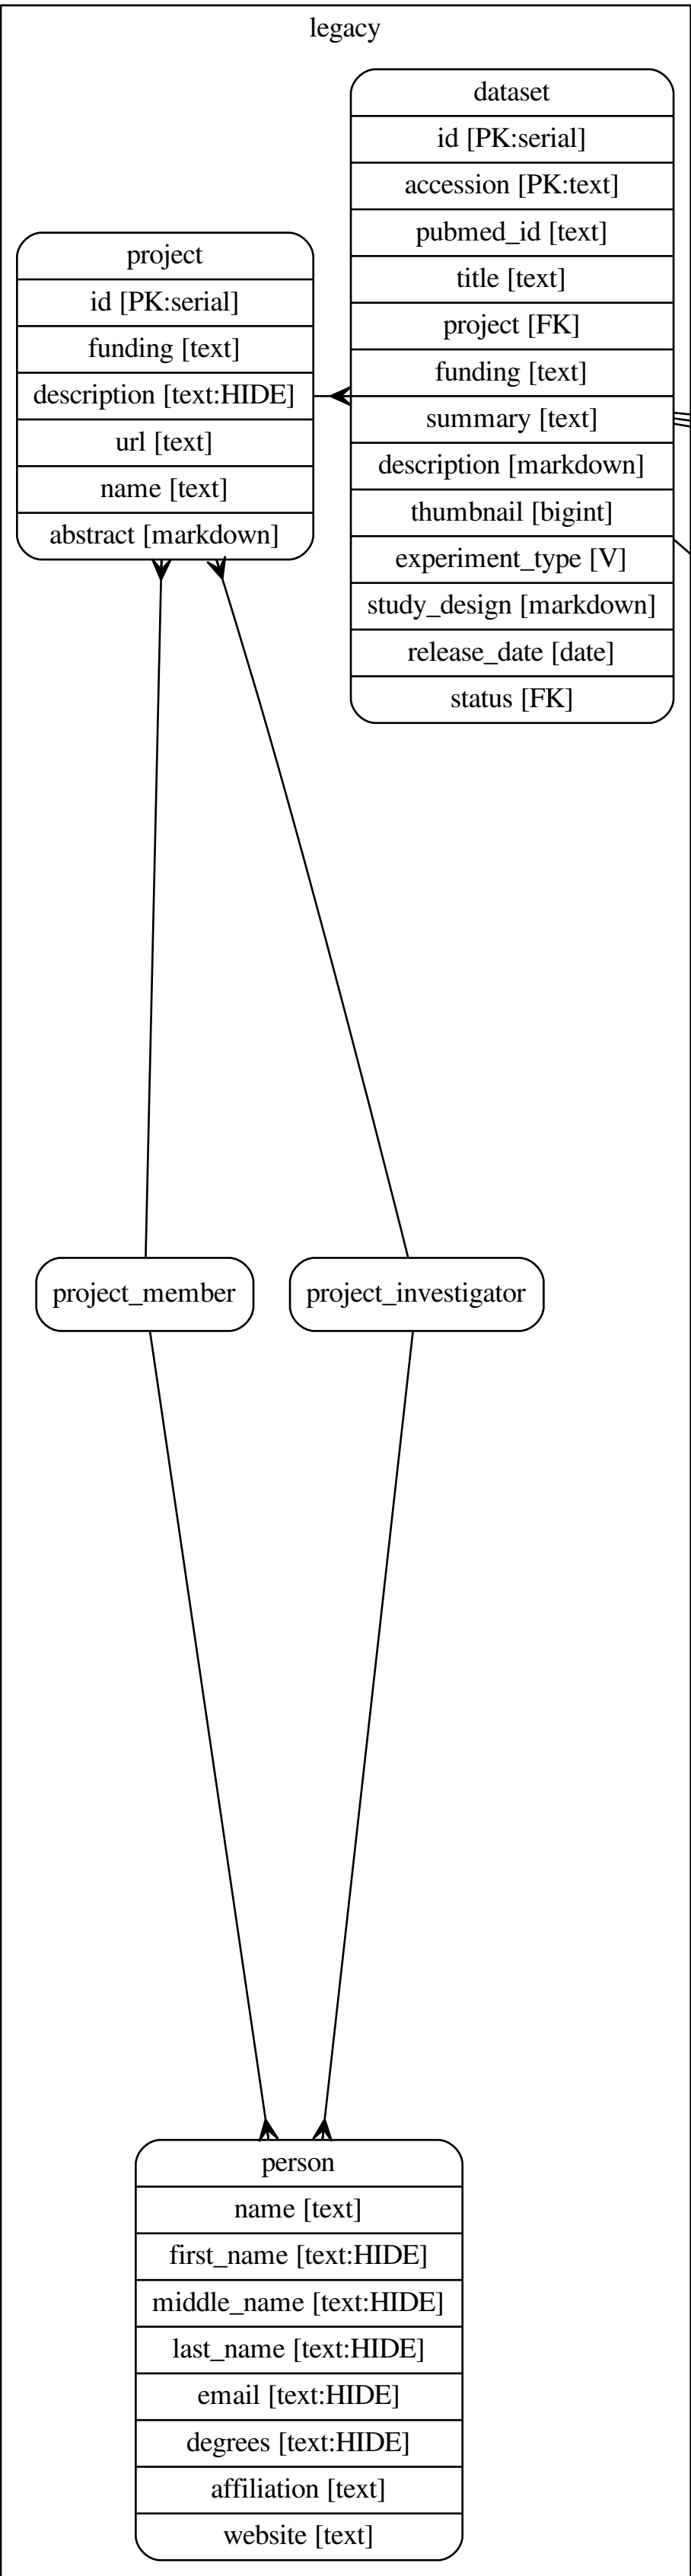 legacy
dataset
id [PK:serial]
accession [PK:text]
pubmed_id [text]
title [text]
project [FK]
funding [text]
summary [text]
description [markdown]
thumbnail [bigint]
experiment_type [V]
study_design [markdown]
release_date [date]
status [FK]
project
id [PK:serial]
funding [text]
description [text:HIDE]
url [text]
name [text]
abstract [markdown]
project_member
project_investigator
person
name [text]
first_name [text:HIDE]
middle_name [text:HIDE]
last_name [text:HIDE]
email [text:HIDE]
degrees [text:HIDE]
affiliation [text]
website [text]